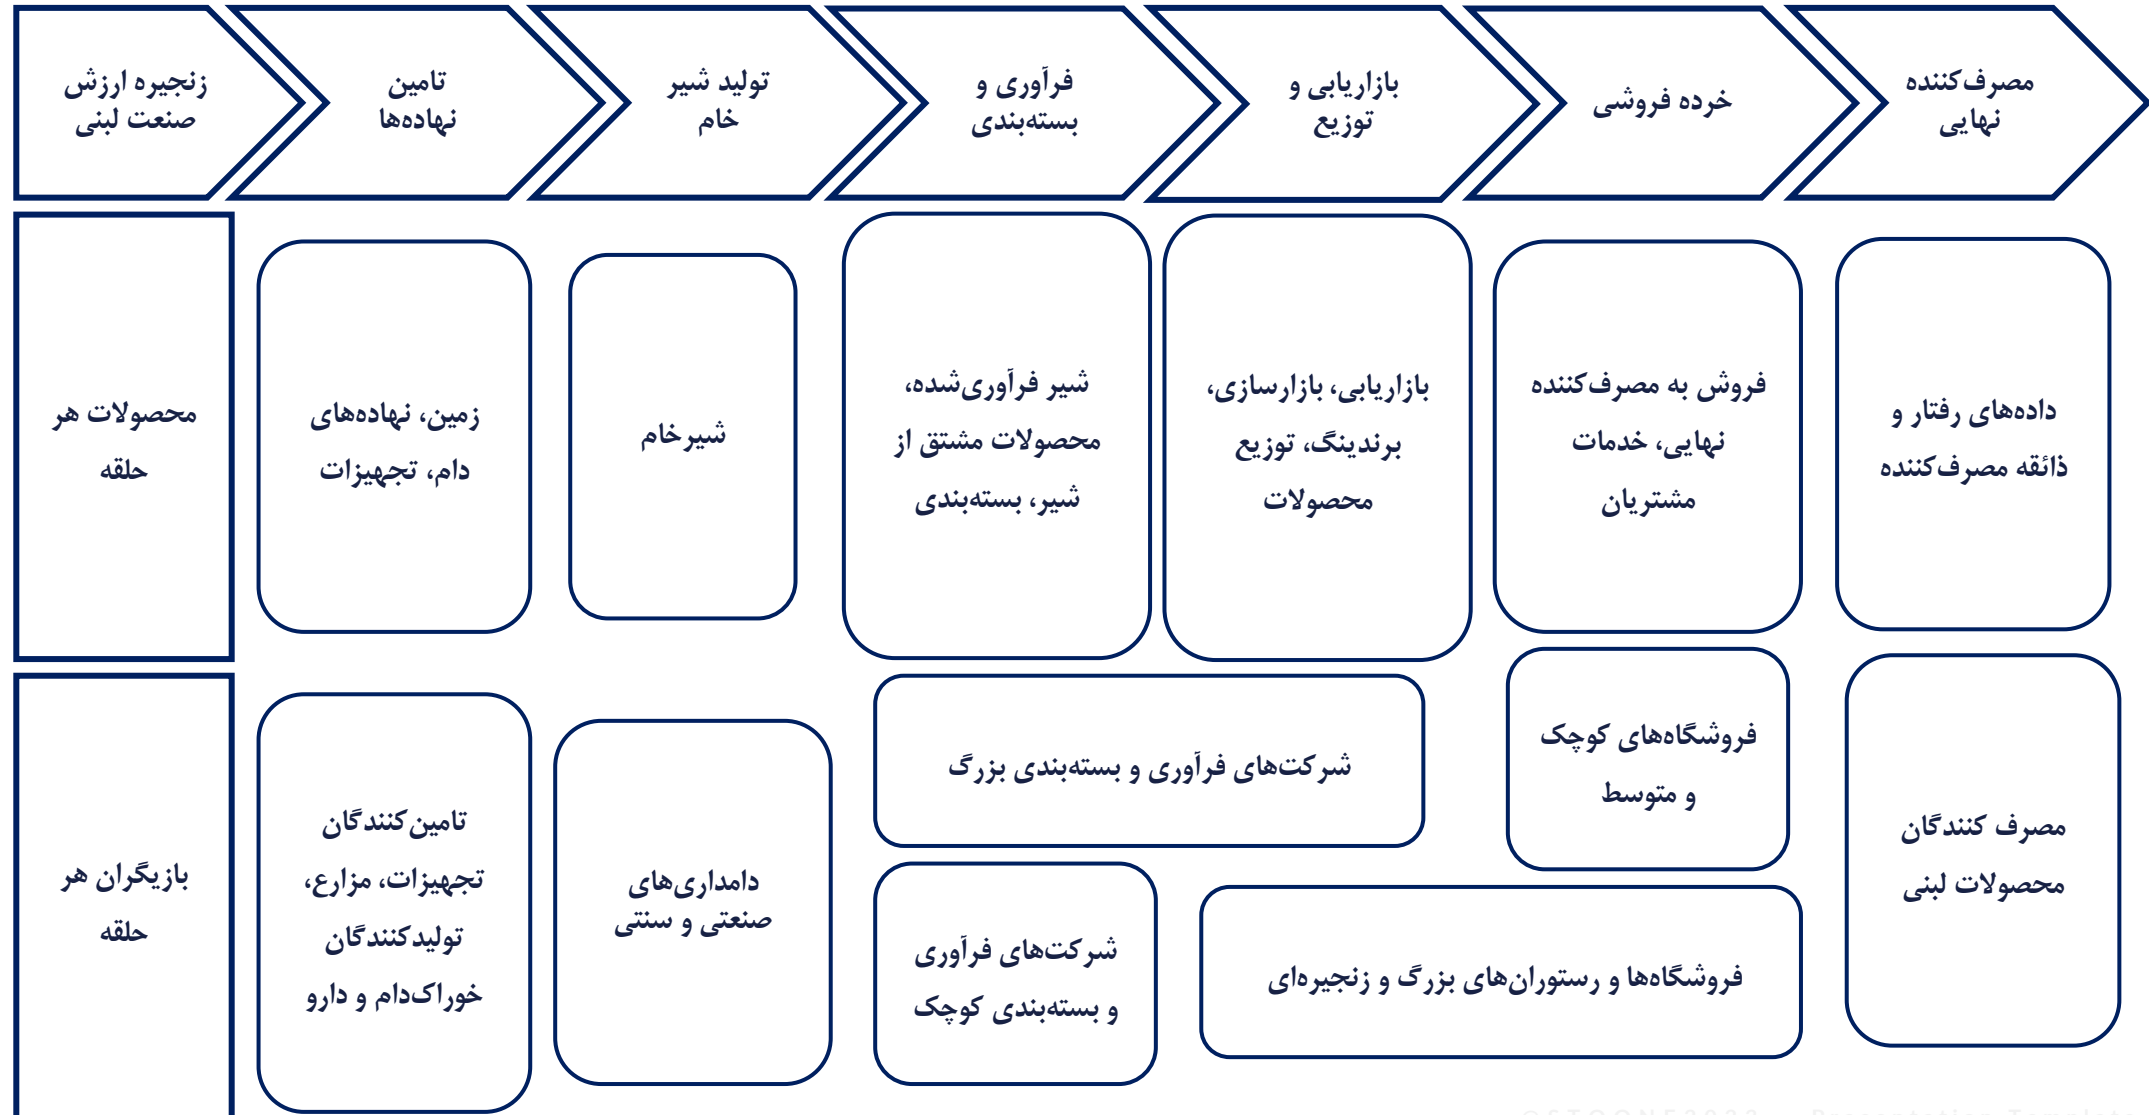 زنجیره ارزش
صنعت لبنی
تامین
نهاده‌ها
تولید شیر
خام
فرآوری و
بسته‌بندی
بازاریابی و
توزیع
خرده فروشی
مصرف‌کننده
نهایی
محصولات هر
حلقه
زمین، نهاده‌های
دام، تجهیزات
شیرخام
شیر فرآوری‌شده،
محصولات مشتق از
شیر، بسته‌بندی
بازاریابی، بازارسازی،
برندینگ، توزیع
محصولات
فروش به مصرف‌کننده
نهایی، خدمات
مشتریان
داده‌های رفتار و
ذائقه مصرف‌کننده
بازیگران هر
حلقه
تامین‌کنندگان
تجهیزات، مزارع،
تولیدکنندگان
خوراک‌دام و دارو
دامداری‌های
صنعتی و سنتی
شرکت‌های فرآوری و بسته‌بندی بزرگ
شرکت‌های فرآوری
و بسته‌بندی کوچک
فروشگاه‌های کوچک
و متوسط
فروشگاه‌ها و رستوران‌های بزرگ و زنجیره‌ای
مصرف کنندگان
محصولات لبنی